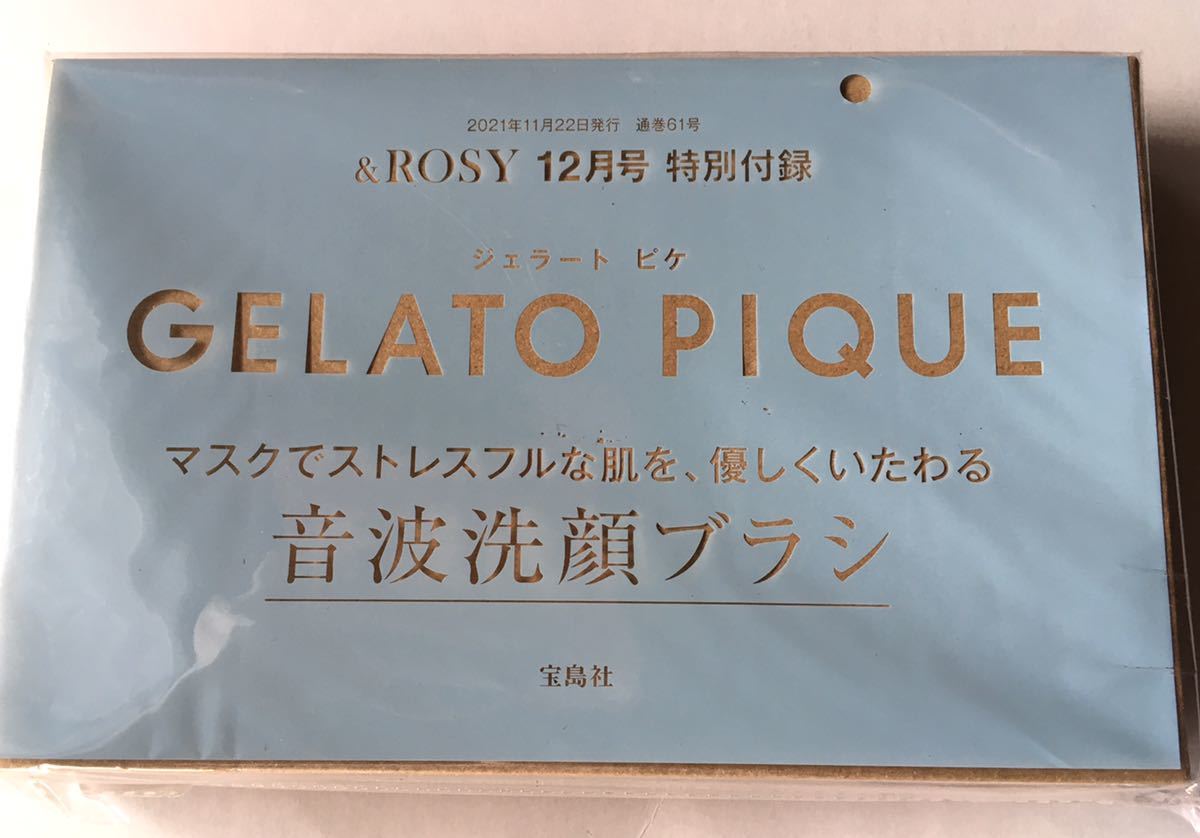 2021年11月22日発行 通巻61号
&ROSY 12月号 特別付録
ジェラート ピケ
GELATO PIQUE
マスクでストレスフルな肌を、優しくいたわる
音波洗顔ブラシ
宝島社